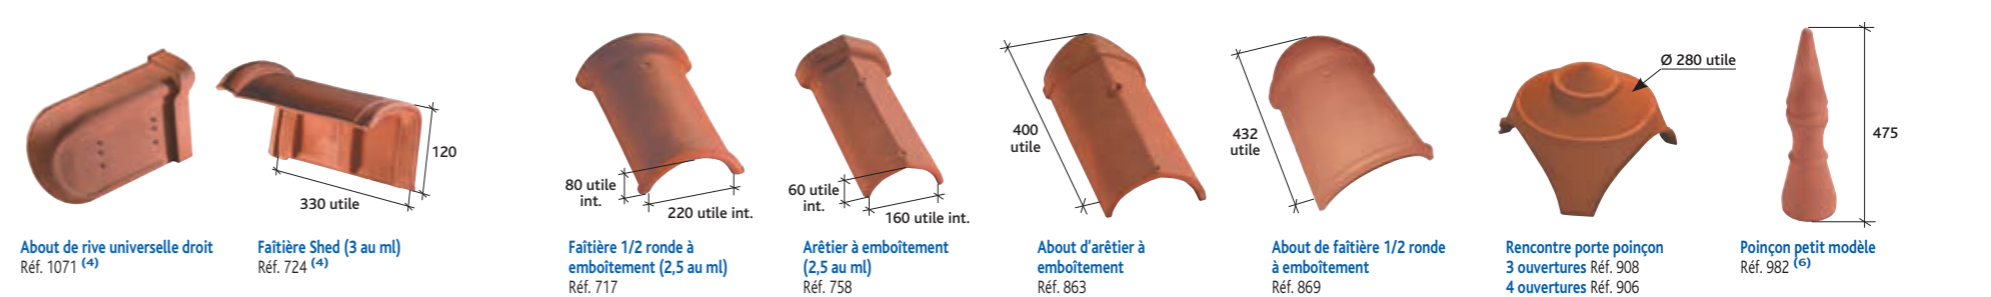 About de rive universelle droit
Réf. 1071 (4)
330 utile
120
Faîtière Shed (3 au ml)
Réf. 724 (4)
80 utile
int.
220 utile int.
Faîtière 1/2 ronde à
emboîtement (2,5 au ml)
Réf. 717
60 utile
int.
160 utile int.
Arêtier à emboîtement
(2,5 au ml)
Réf. 758
400
utile
About d'arêtier à
emboîtement
Réf. 863
432
utile
About de faîtière 1/2 ronde
à emboîtement
Réf. 869
Ø 280 utile
Rencontre porte poinçon
3 ouvertures Réf. 908
4 ouvertures Réf. 906
475
Poinçon petit modèle
Réf. 982 (6)